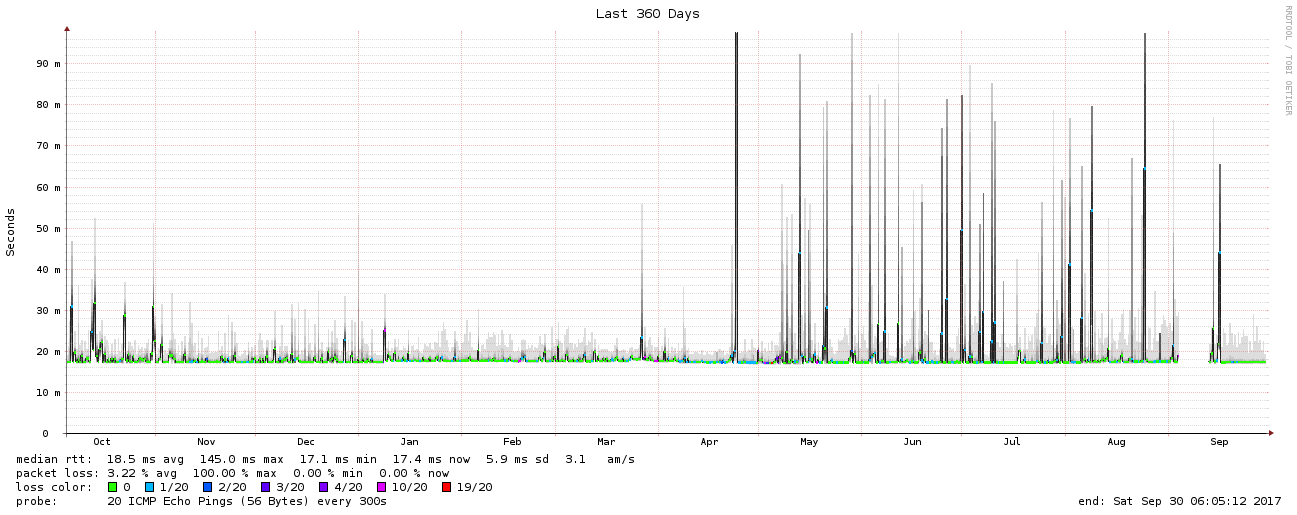 Last 360 Days
RRDTOOL / TOBI OETIKER
Seconds
90 m
80 m
70 m
60 m
50 m
40 m
30 m
20 m
10 m
0
Oct Nov Dec Jan Feb Mar Apr May Jun Jul Aug Sep
median rtt: 18.5 ms avg 145.0 ms max 17.1 ms min 17.4 ms now 5.9 ms sd 3.1 am/s
packet loss: 3.22 % avg 100.00 % max 0.00 % min 0.00 % now
loss color: 0 1/20 2/20 3/20 4/20 10/20 19/20
probe: 20 ICMP Echo Pings (56 Bytes) every 300s end: Sat Sep 30 06:05:12 2017